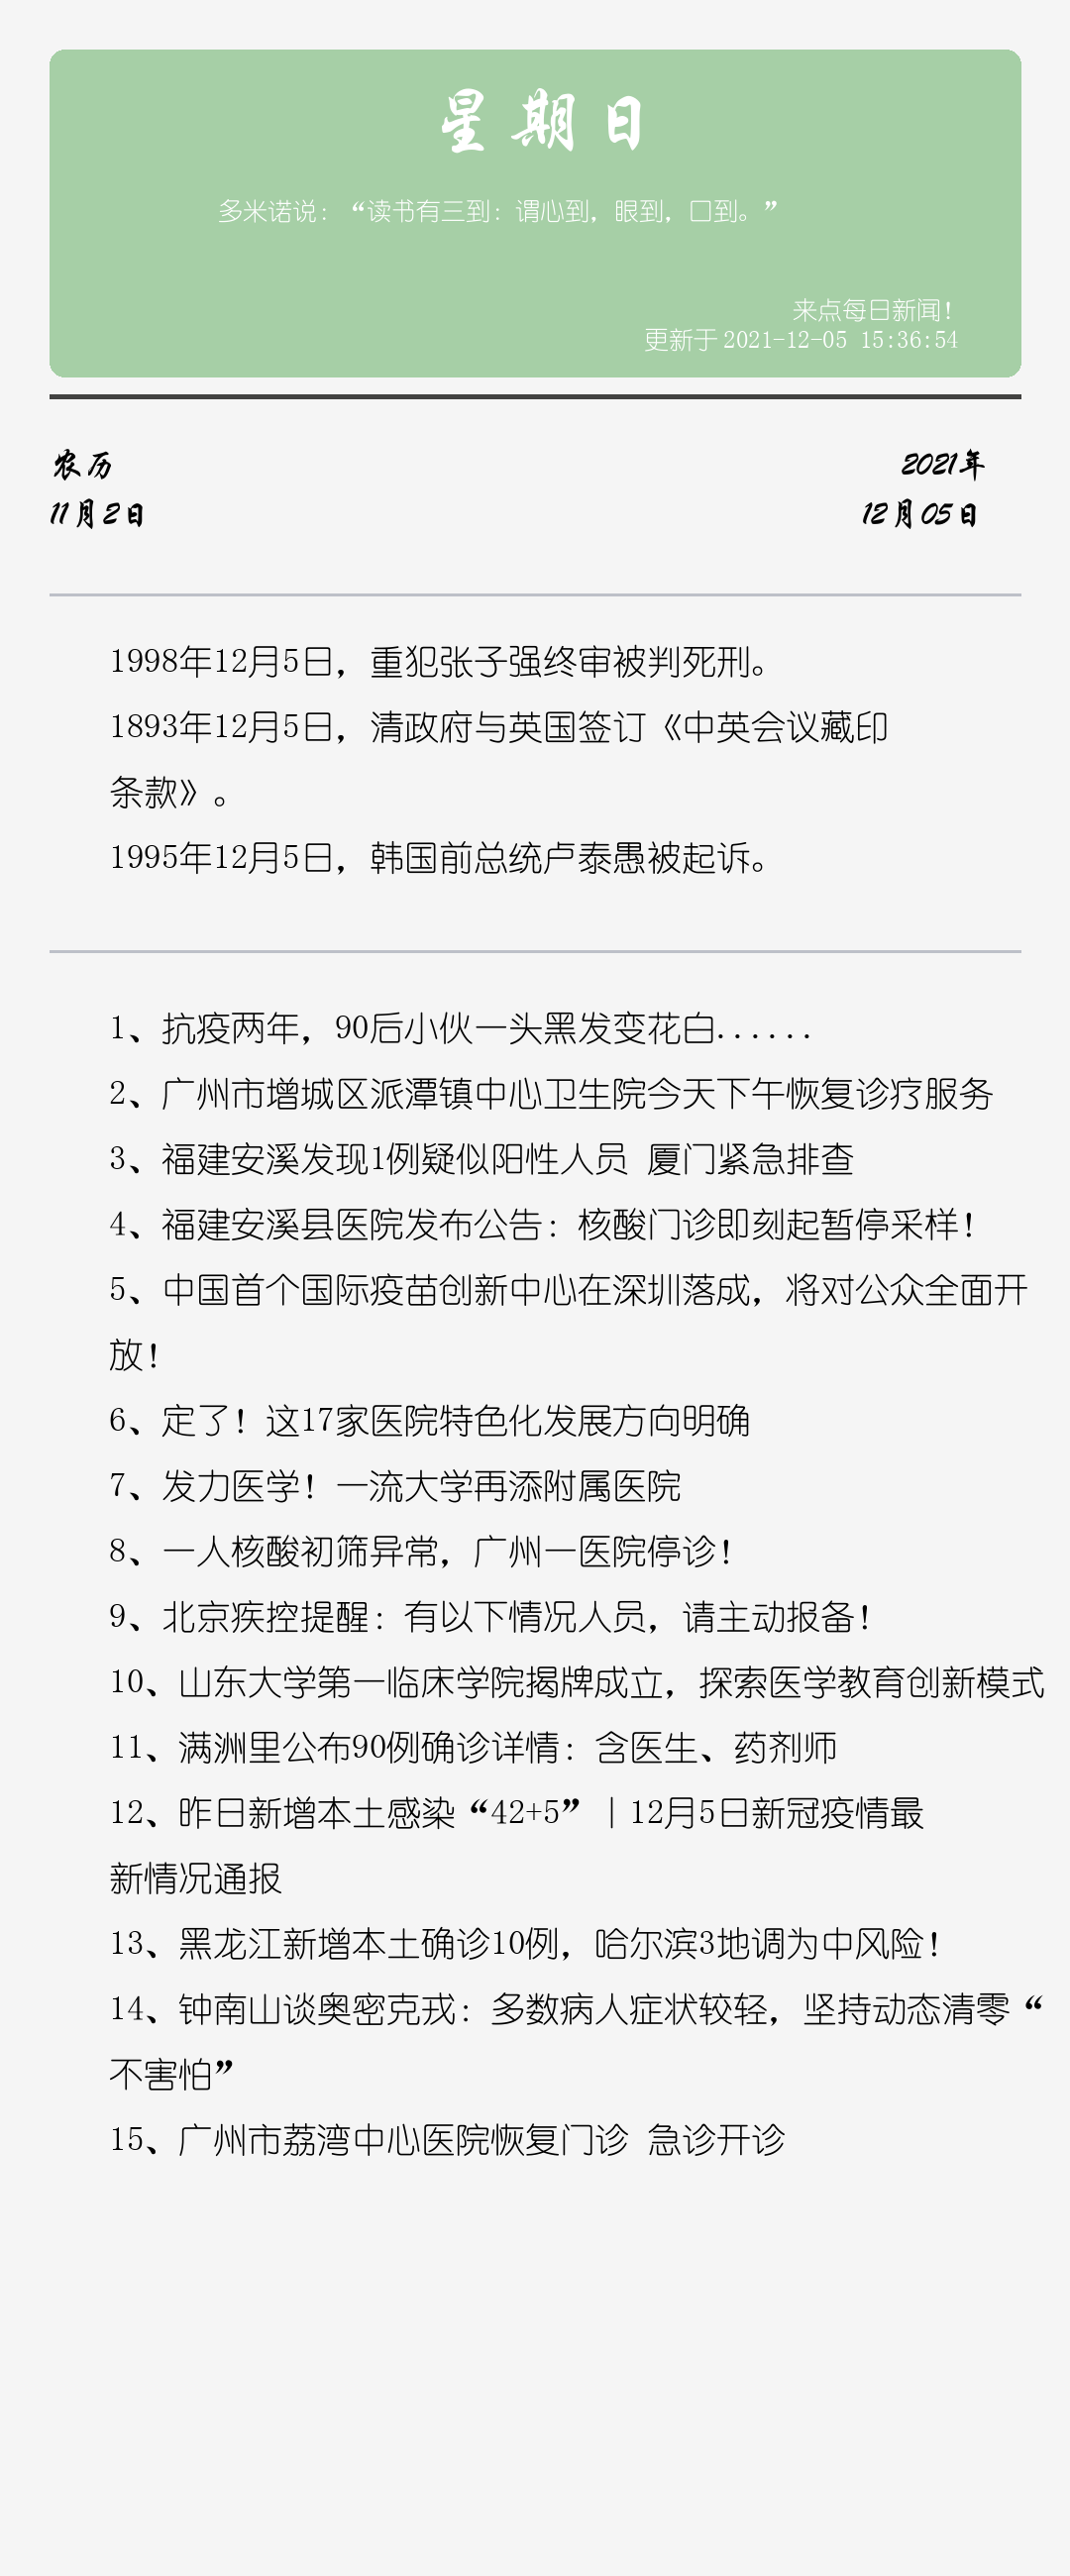 星期日
多米诺说：“读书有三到：谓心到，眼到，口到。”
来点每日新闻！
更新于2021-12-05 15:36:54
农历
2021年
11月2日
12月05日
1998年12月5日，重犯张子强终审被判死刑。
1893年12月5日，清政府与英国签订《中英会议藏印
条款》。
1995年12月5日，韩国前总统卢泰愚被起诉。
1、抗疫两年，90后小伙一头黑发变花白......
2、广州市增城区派潭镇中心卫生院今天下午恢复诊疗服务
3、福建安溪发现1例疑似阳性人员 厦门紧急排查
4、福建安溪县医院发布公告：核酸门诊即刻起暂停采样！
5、中国首个国际疫苗创新中心在深圳落成，将对公众全面开
放！
6、定了！这17家医院特色化发展方向明确
7、发力医学！一流大学再添附属医院
8、一人核酸初筛异常，广州一医院停诊！
9、北京疾控提醒：有以下情况人员，请主动报备！
10、山东大学第一临床学院揭牌成立，探索医学教育创新模式
11、满洲里公布90例确诊详情：含医生、药剂师
12、昨日新增本土感染“42+5”｜12月5日新冠疫情最
新情况通报
13、黑龙江新增本土确诊10例，哈尔滨3地调为中风险！
14、钟南山谈奥密克戎：多数病人症状较轻，坚持动态清零“
不害怕”
15、广州市荔湾中心医院恢复门诊 急诊开诊